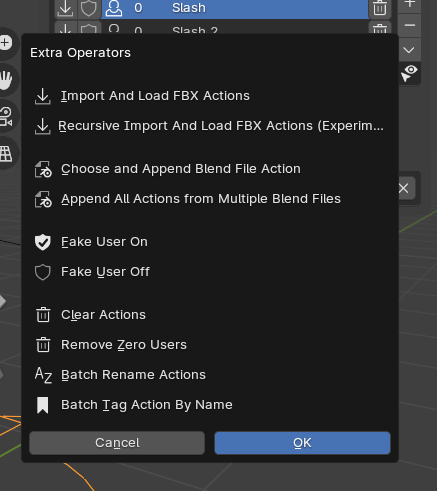 0 Slash
0 Slash 2
Extra Operators
Import And Load FBX Actions
Recursive Import And Load FBX Actions (Experim...
Choose and Append Blend File Action
Append All Actions from Multiple Blend Files
Fake User On
Fake User Off
Clear Actions
Remove Zero Users
Batch Rename Actions
Batch Tag Action By Name
Cancel OK